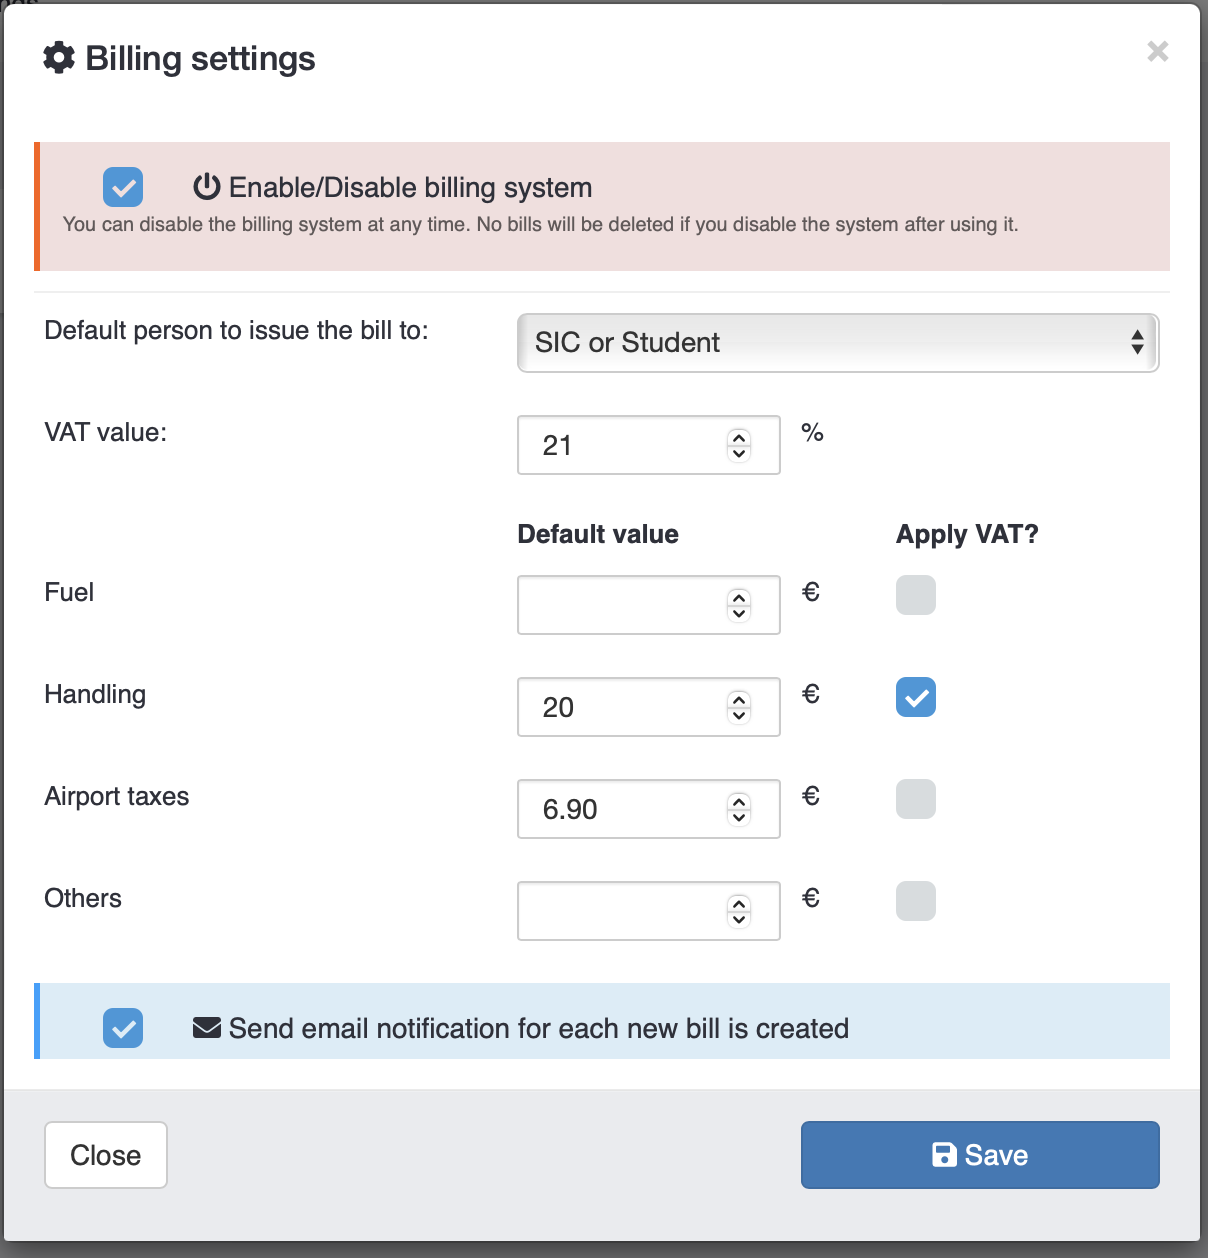 Billing settings
×
Enable/Disable billing system
You can disable the billing system at any time. No bills will be deleted if you disable the system after using it.
Default person to issue the bill to:
SIC or Student
VAT value:
21
%
Default value
Apply VAT?
Fuel
€
Handling
20
€
Airport taxes
6.90
€
Others
€
Send email notification for each new bill is created
Close
Save